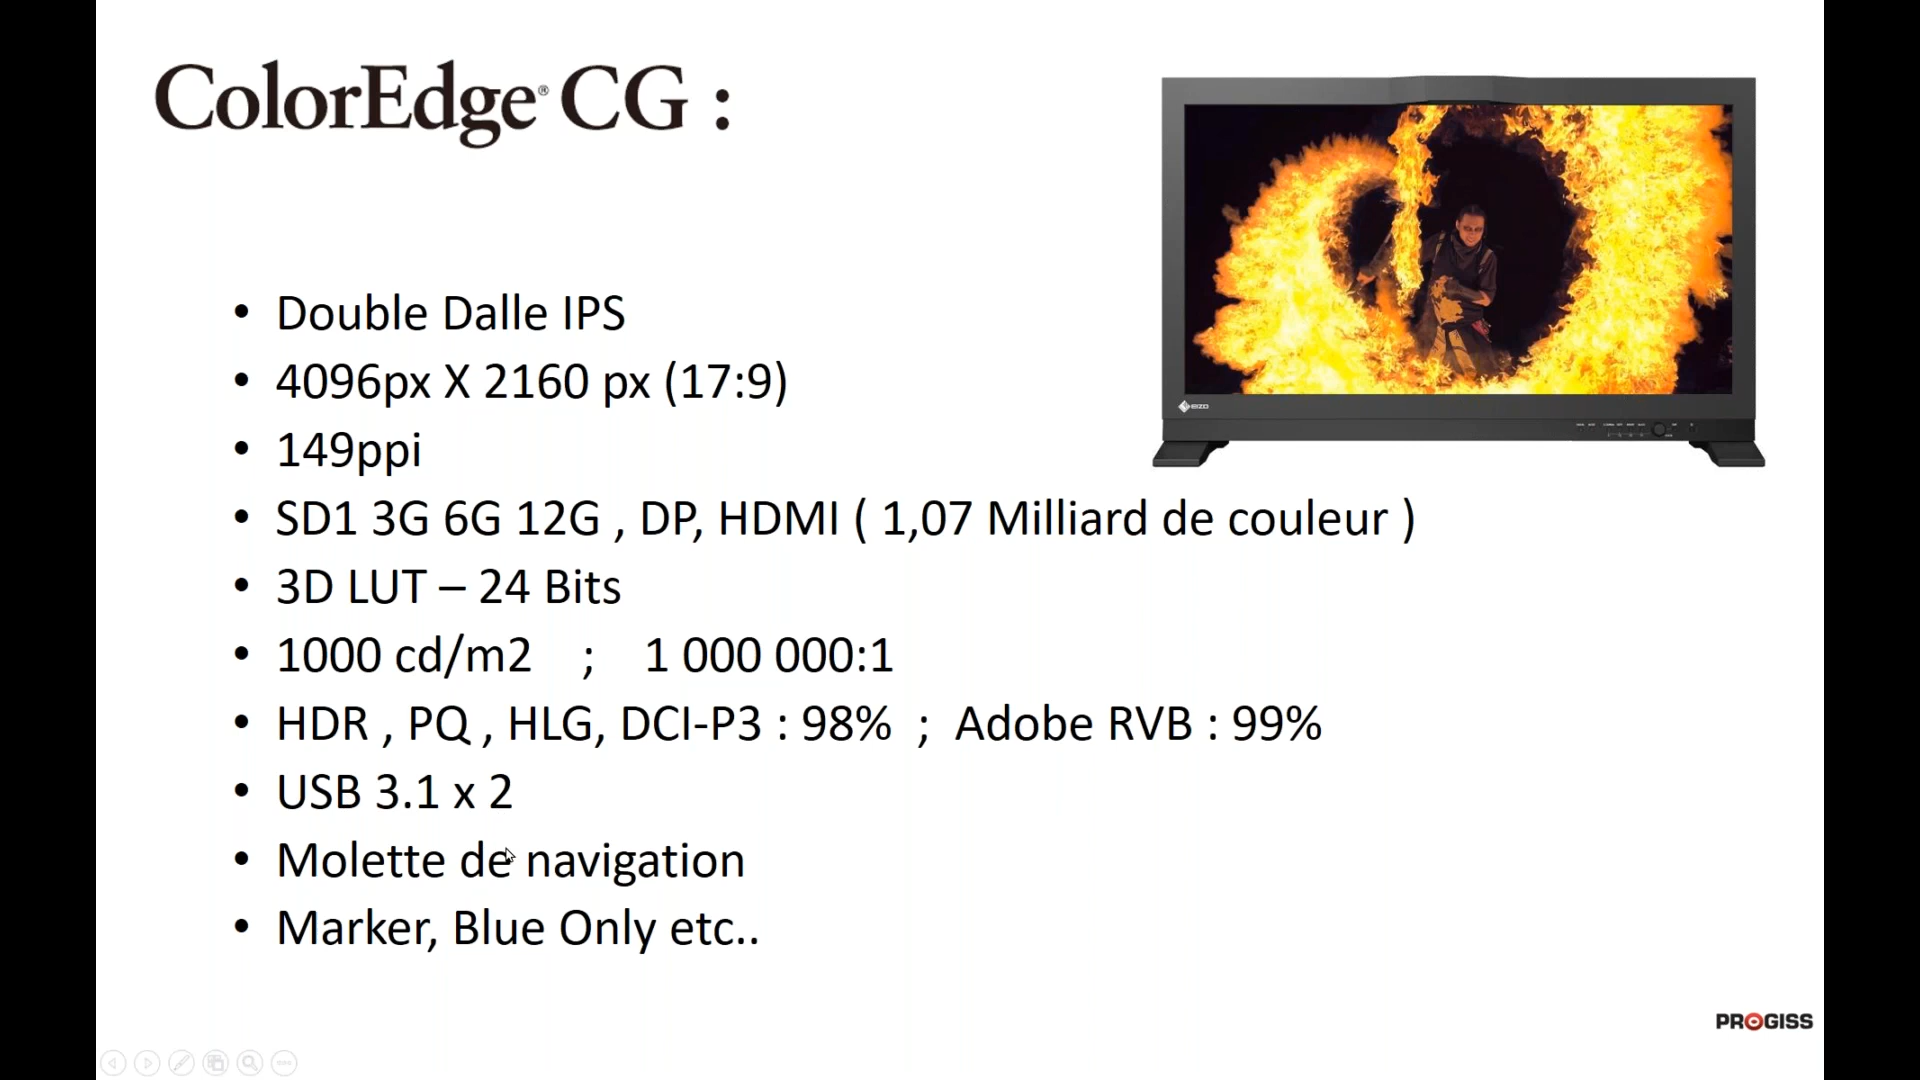 ColorEdge® CG :
EIZO
• Double Dalle IPS
• 4096px X 2160 px (17:9)
• 149ppi
• SD1 3G 6G 12G , DP, HDMI ( 1,07 Milliard de couleur )
• 3D LUT – 24 Bits
• 1000 cd/m2 ; 1 000 000:1
• HDR , PQ , HLG, DCI-P3 : 98% ; Adobe RVB : 99%
• USB 3.1 x 2
• Molette de navigation
• Marker, Blue Only etc..
PROGISS